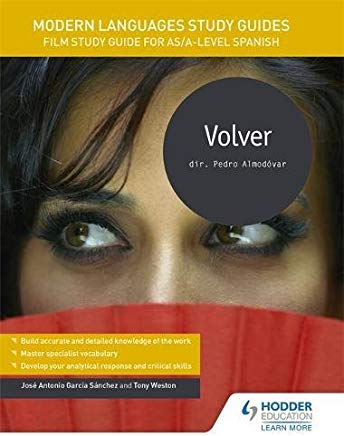 MODERN LANGUAGES STUDY GUIDES
FILM STUDY GUIDE FOR AS/A-LEVEL SPANISH
Volver
dir. Pedro Almodóvar
Build accurate and detailed knowledge of the work
Master specialist vocabulary
Develop your analytical response and critical skills
José Antonio García Sánchez and Tony Weston
HODDER
EDUCATION
LEARN MORE